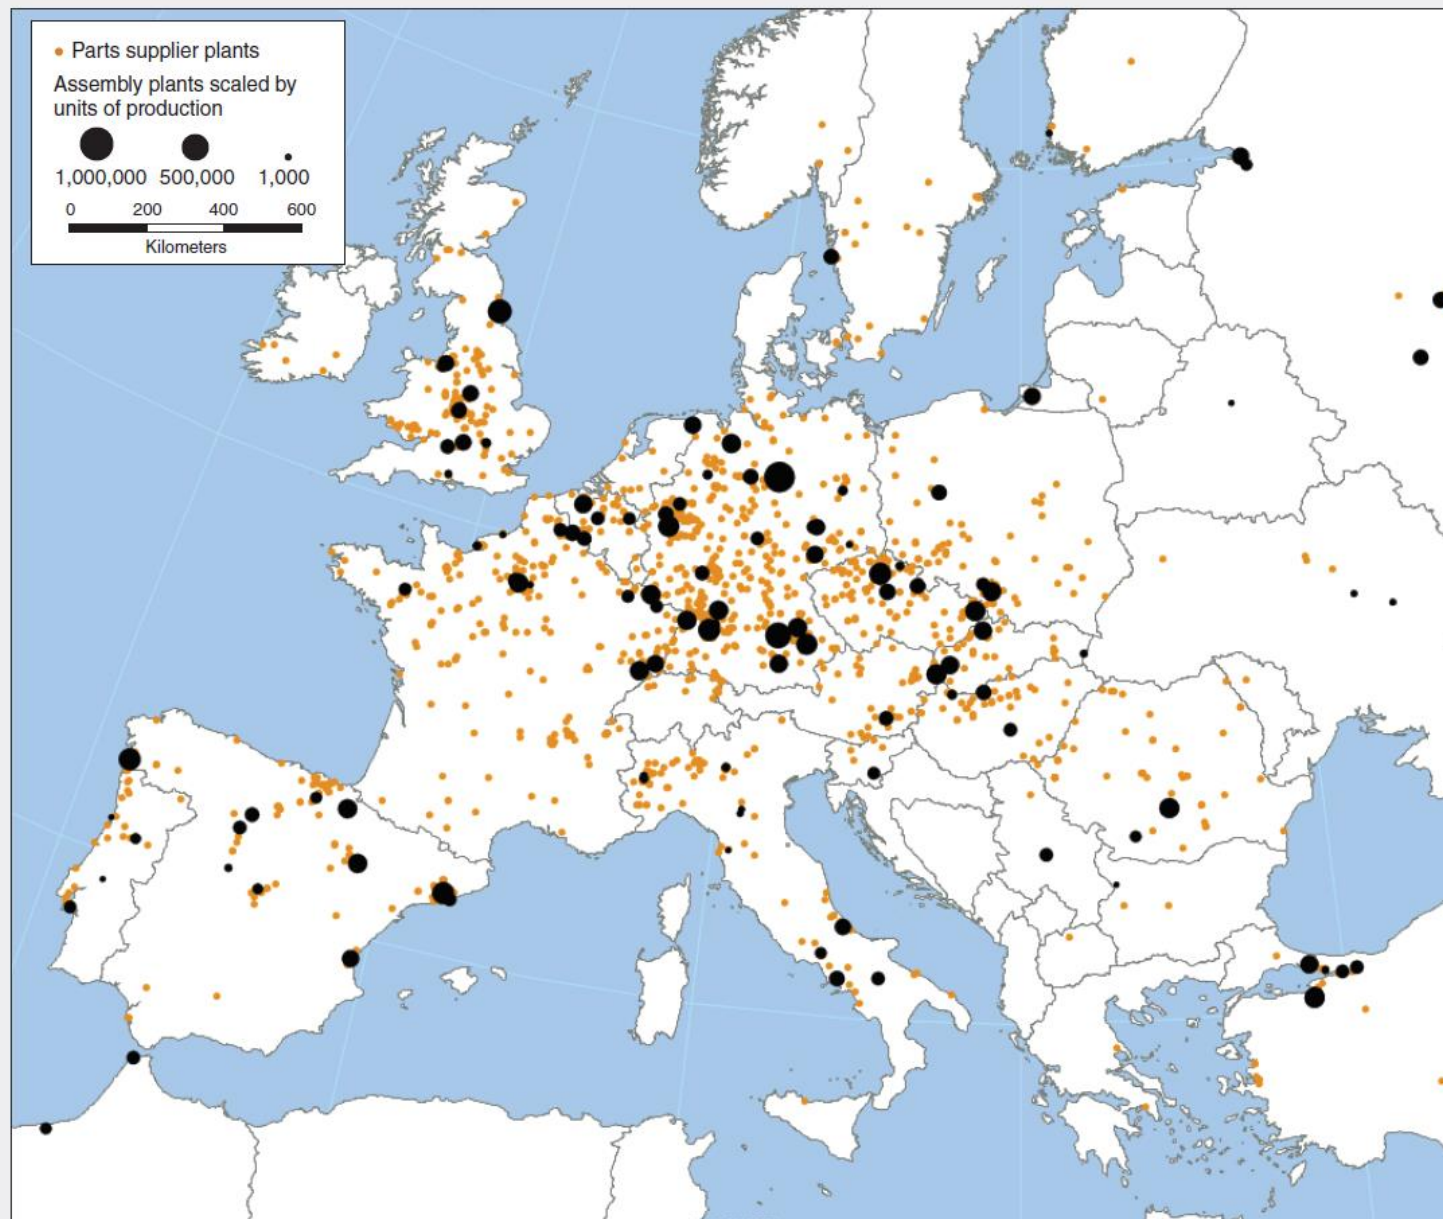 Parts supplier plants
Assembly plants scaled by
units of production
1,000,000 500,000 1,000
0 200 400 600
Kilometers